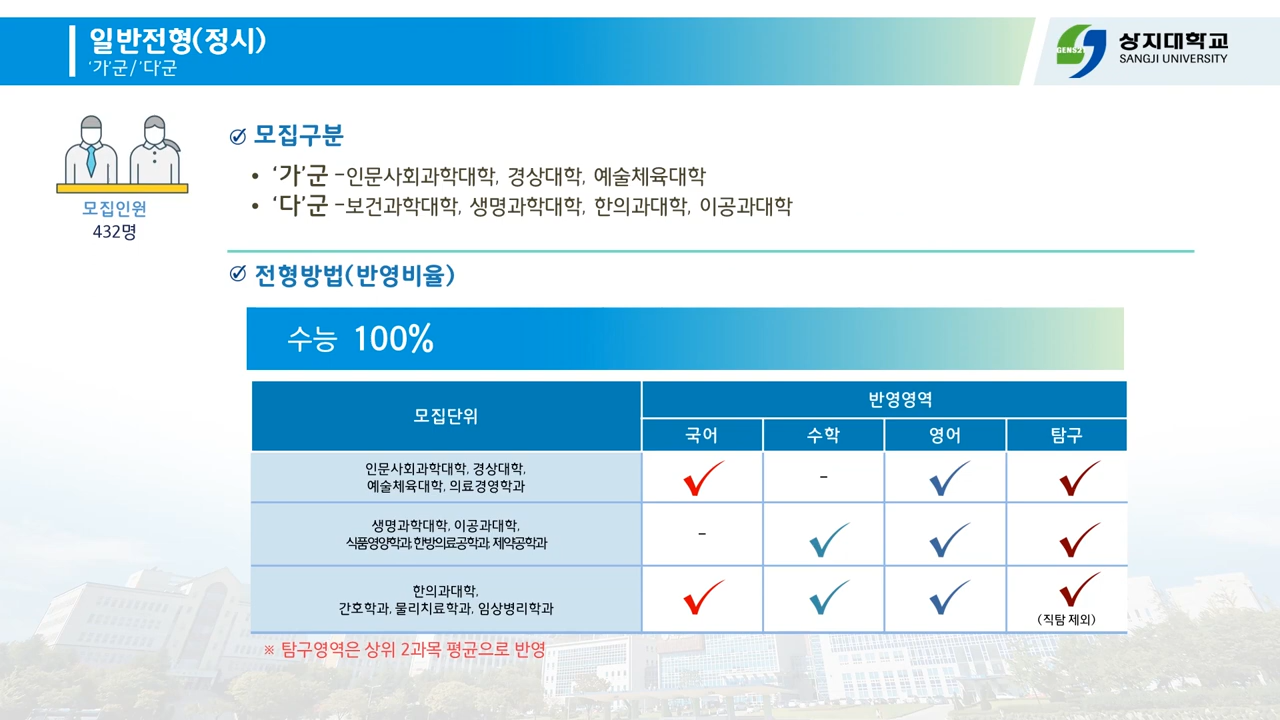 일반전형(정시)
'가'군/'다'군
GENS21
상지대학교
SANGJI UNIVERSITY
모집인원
432명
모집구분
• '가'군 -인문사회과학대학, 경상대학, 예술체육대학
• '다'군 -보건과학대학, 생명과학대학, 한의과대학, 이공과대학
전형방법(반영비율)
수능 100%
모집단위
반영영역
국어 수학 영어 탐구
인문사회과학대학, 경상대학,
예술체육대학, 의료경영학과
-
생명과학대학, 이공과대학,
식품영양학과, 한방의료공학과, 제약공학과
-
한의과대학,
간호학과, 물리치료학과, 임상병리학과
(직탐 제외)
※ 탐구영역은 상위 2과목 평균으로 반영